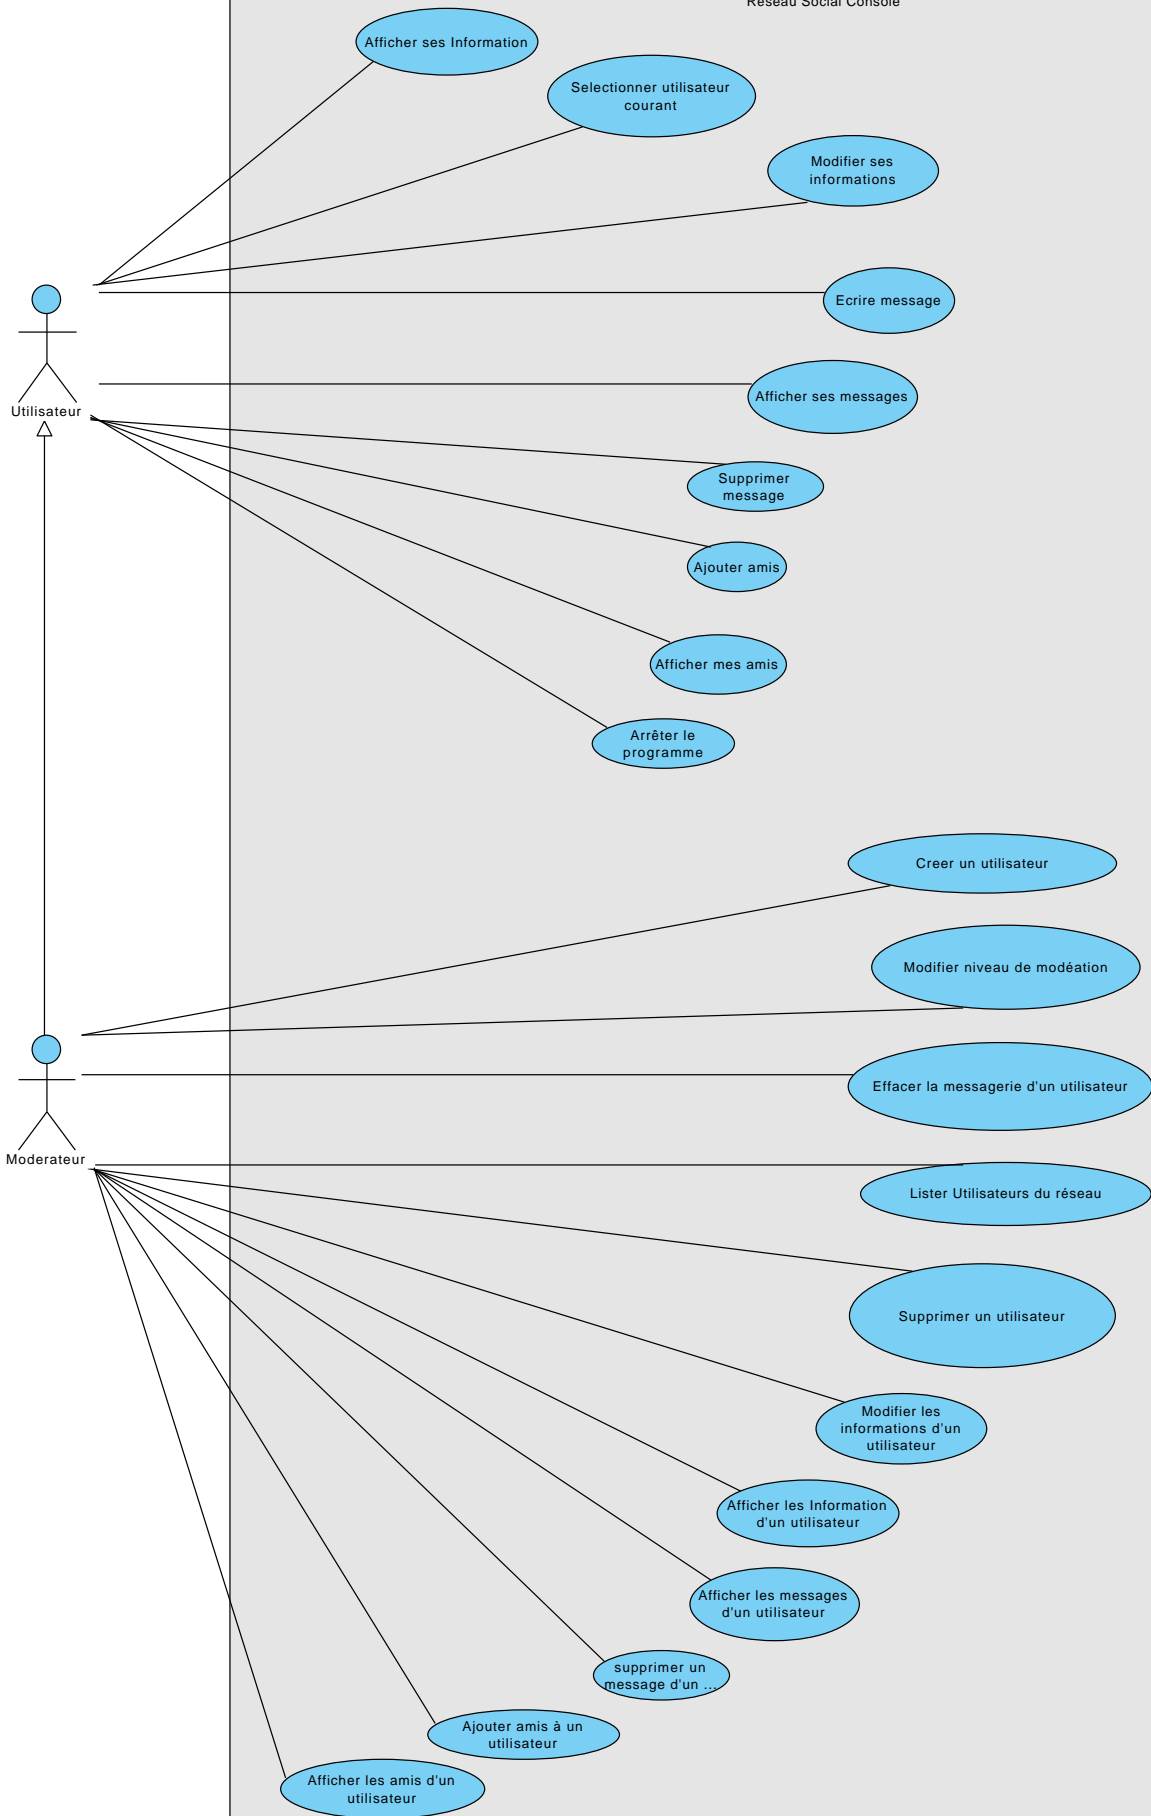 Reseau Social Console
Afficher ses Information
Selectionner utilisateur
courant
Modifier ses
informations
Ecrire message
Utilisateur
Afficher ses messages
Supprimer
message
Ajouter amis
Afficher mes amis
Arrêter le
programme
Creer un utilisateur
Modifier niveau de modéation
Effacer la messagerie d'un utilisateur
Moderateur
Lister Utilisateurs du réseau
Supprimer un utilisateur
Modifier les
informations d'un
utilisateur
Afficher les Information
d'un utilisateur
Afficher les messages
d'un utilisateur
supprimer un
message d'un ...
Ajouter amis à un
utilisateur
Afficher les amis d'un
utilisateur